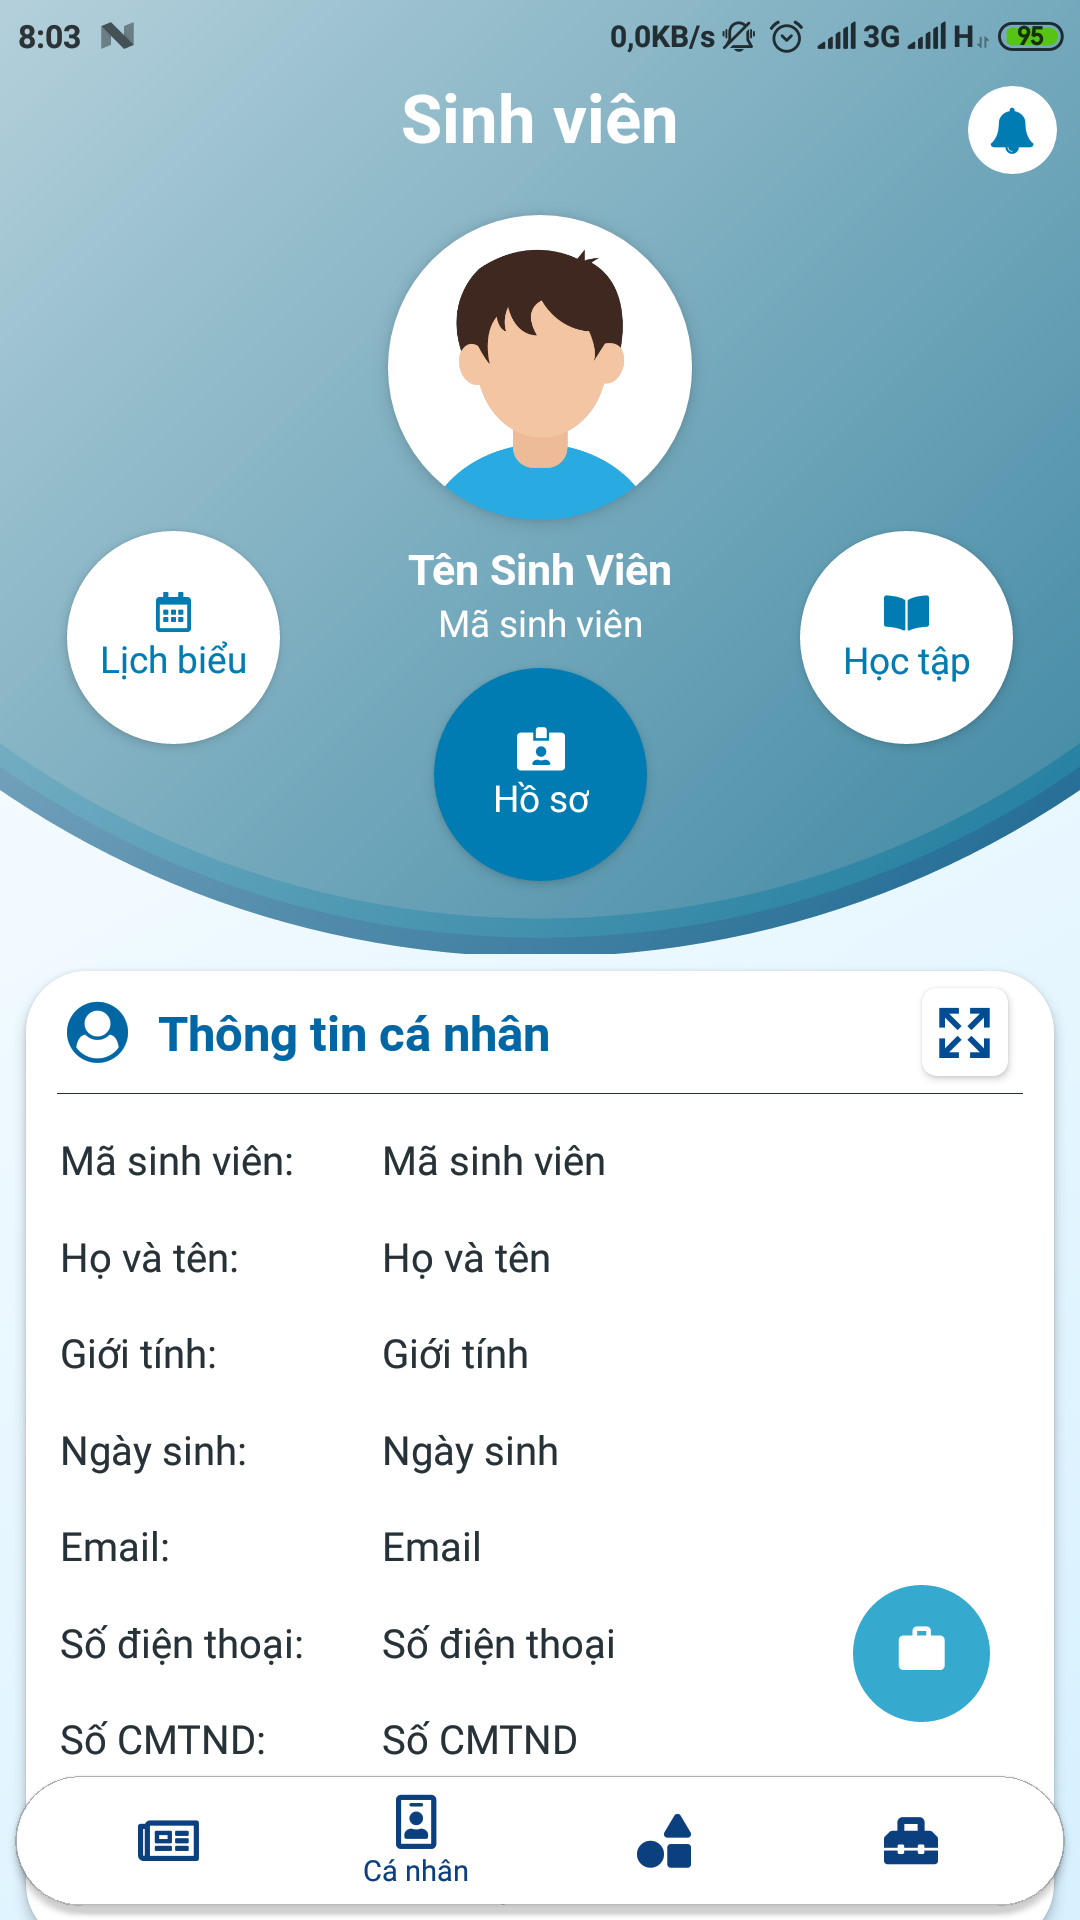 8:03 0,0KB/s 3G H 95
Sinh viên
Tên Sinh Viên
Mã sinh viên
Lịch biểu
Học tập
Hồ sơ
Thông tin cá nhân
Mã sinh viên: Mã sinh viên
Họ và tên: Họ và tên
Giới tính: Giới tính
Ngày sinh: Ngày sinh
Email: Email
Số điện thoại: Số điện thoại
Số CMTND: Số CMTND
Cá nhân